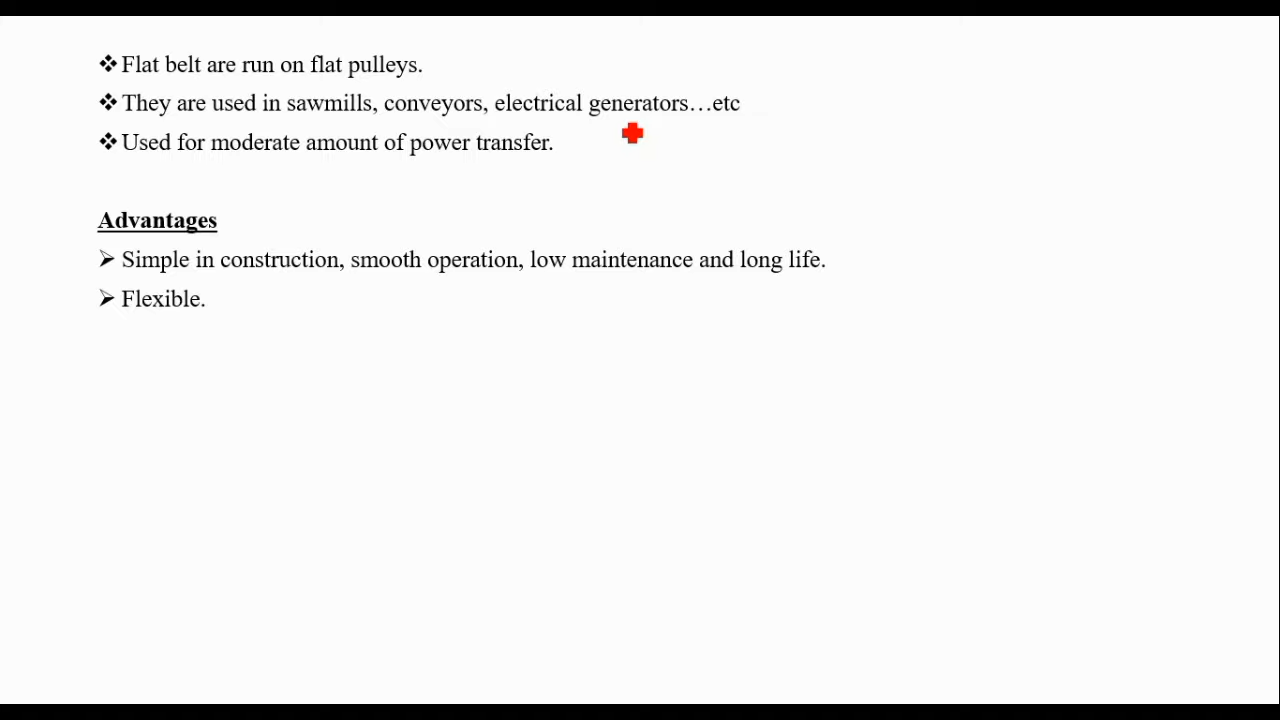 ❖ Flat belt are run on flat pulleys.
❖ They are used in sawmills, conveyors, electrical generators…etc
❖ Used for moderate amount of power transfer.
Advantages
➢ Simple in construction, smooth operation, low maintenance and long life.
➢ Flexible.